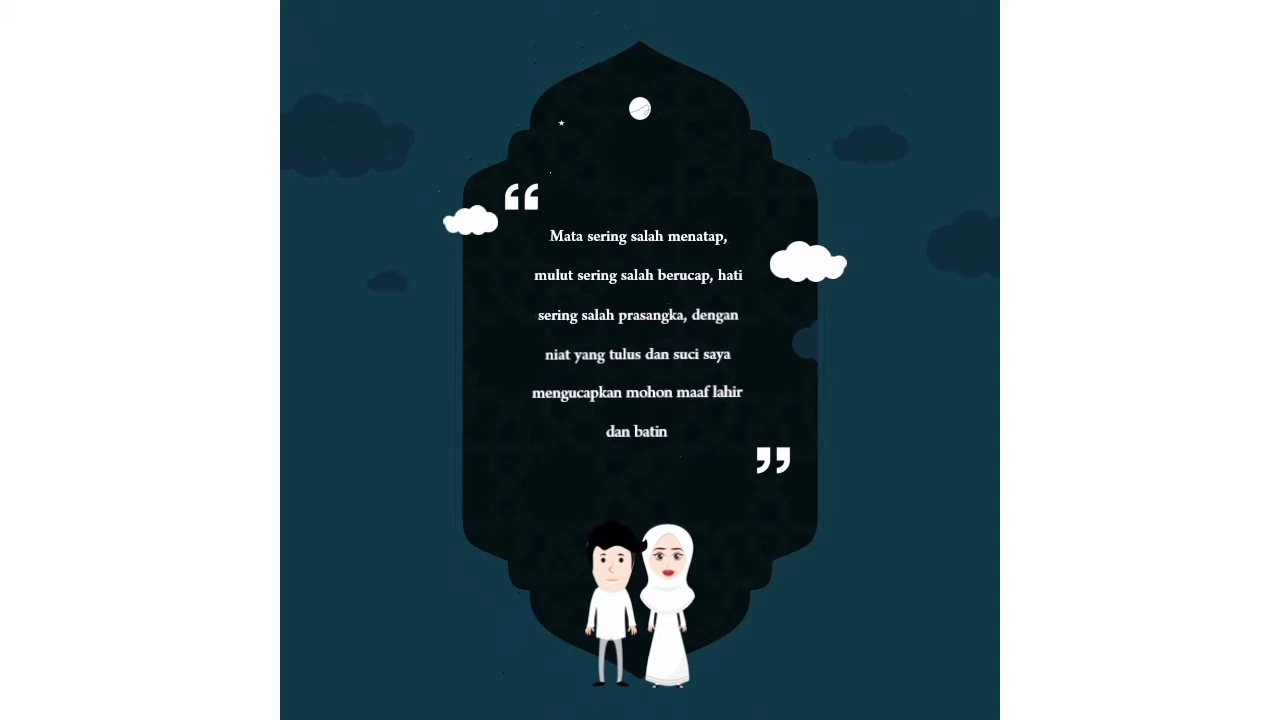 “
Mata sering salah menatap,
mulut sering salah berucap, hati
sering salah prasangka, dengan
niat yang tulus dan suci saya
mengucapkan mohon maaf lahir
dan batin
”